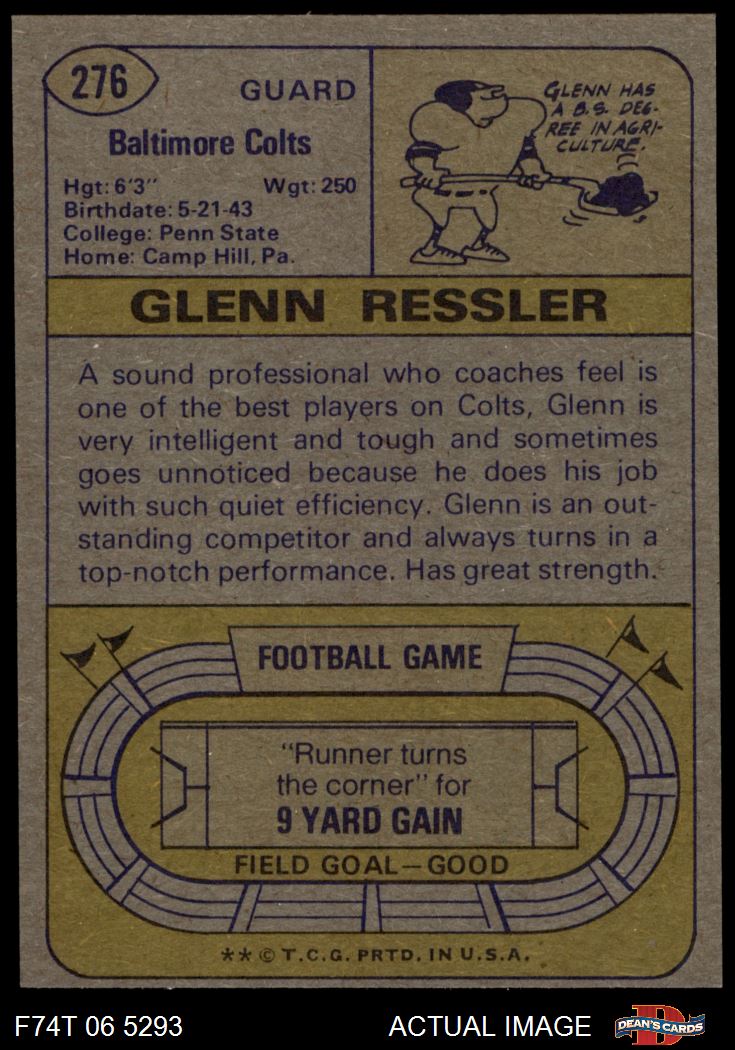 276
GUARD
Baltimore Colts
Hgt: 6'3" Wgt: 250
Birthdate: 5-21-43
College: Penn State
Home: Camp Hill, Pa.
GLENN HAS
A B.S. DEG-
REE IN AGRI-
CULTURE.
GLENN RESSLER
A sound professional who coaches feel is
one of the best players on Colts, Glenn is
very intelligent and tough and sometimes
goes unnoticed because he does his job
with such quiet efficiency. Glenn is an out-
standing competitor and always turns in a
top-notch performance. Has great strength.
FOOTBALL GAME
"Runner turns
the corner" for
9 YARD GAIN
FIELD GOAL—GOOD
** © T.C.G. PRTD. IN U.S.A.
F74T 06 5293 ACTUAL IMAGE
D
DEAN'S CARDS